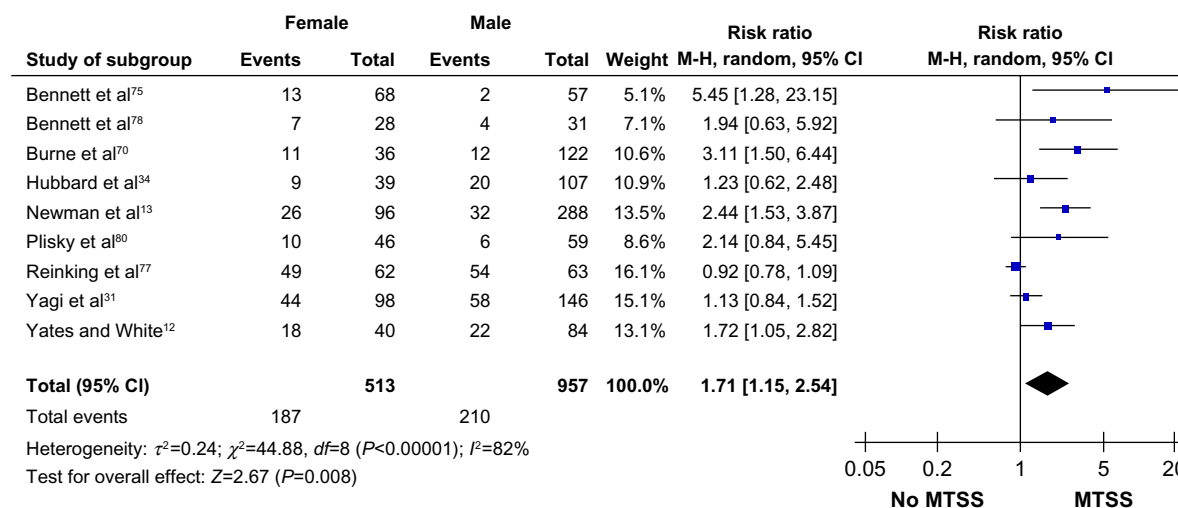 Female Male Risk ratio Risk ratio
Study of subgroup Events Total Events Total Weight M-H, random, 95% CI M-H, random, 95% CI
Bennett et al⁷⁵ 13 68 2 57 5.1% 5.45 [1.28, 23.15]
Bennett et al⁷⁸ 7 28 4 31 7.1% 1.94 [0.63, 5.92]
Burne et al⁷⁰ 11 36 12 122 10.6% 3.11 [1.50, 6.44]
Hubbard et al³⁴ 9 39 20 107 10.9% 1.23 [0.62, 2.48]
Newman et al¹³ 26 96 32 288 13.5% 2.44 [1.53, 3.87]
Plisky et al⁸⁰ 10 46 6 59 8.6% 2.14 [0.84, 5.45]
Reinking et al⁷⁷ 49 62 54 63 16.1% 0.92 [0.78, 1.09]
Yagi et al³¹ 44 98 58 146 15.1% 1.13 [0.84, 1.52]
Yates and White¹² 18 40 22 84 13.1% 1.72 [1.05, 2.82]
Total (95% CI) 513 957 100.0% 1.71 [1.15, 2.54]
Total events 187 210
Heterogeneity: τ²=0.24; χ²=44.88, df=8 (P<0.00001); I²=82%
Test for overall effect: Z=2.67 (P=0.008)
0.05 0.2 1 5 20
No MTSS MTSS